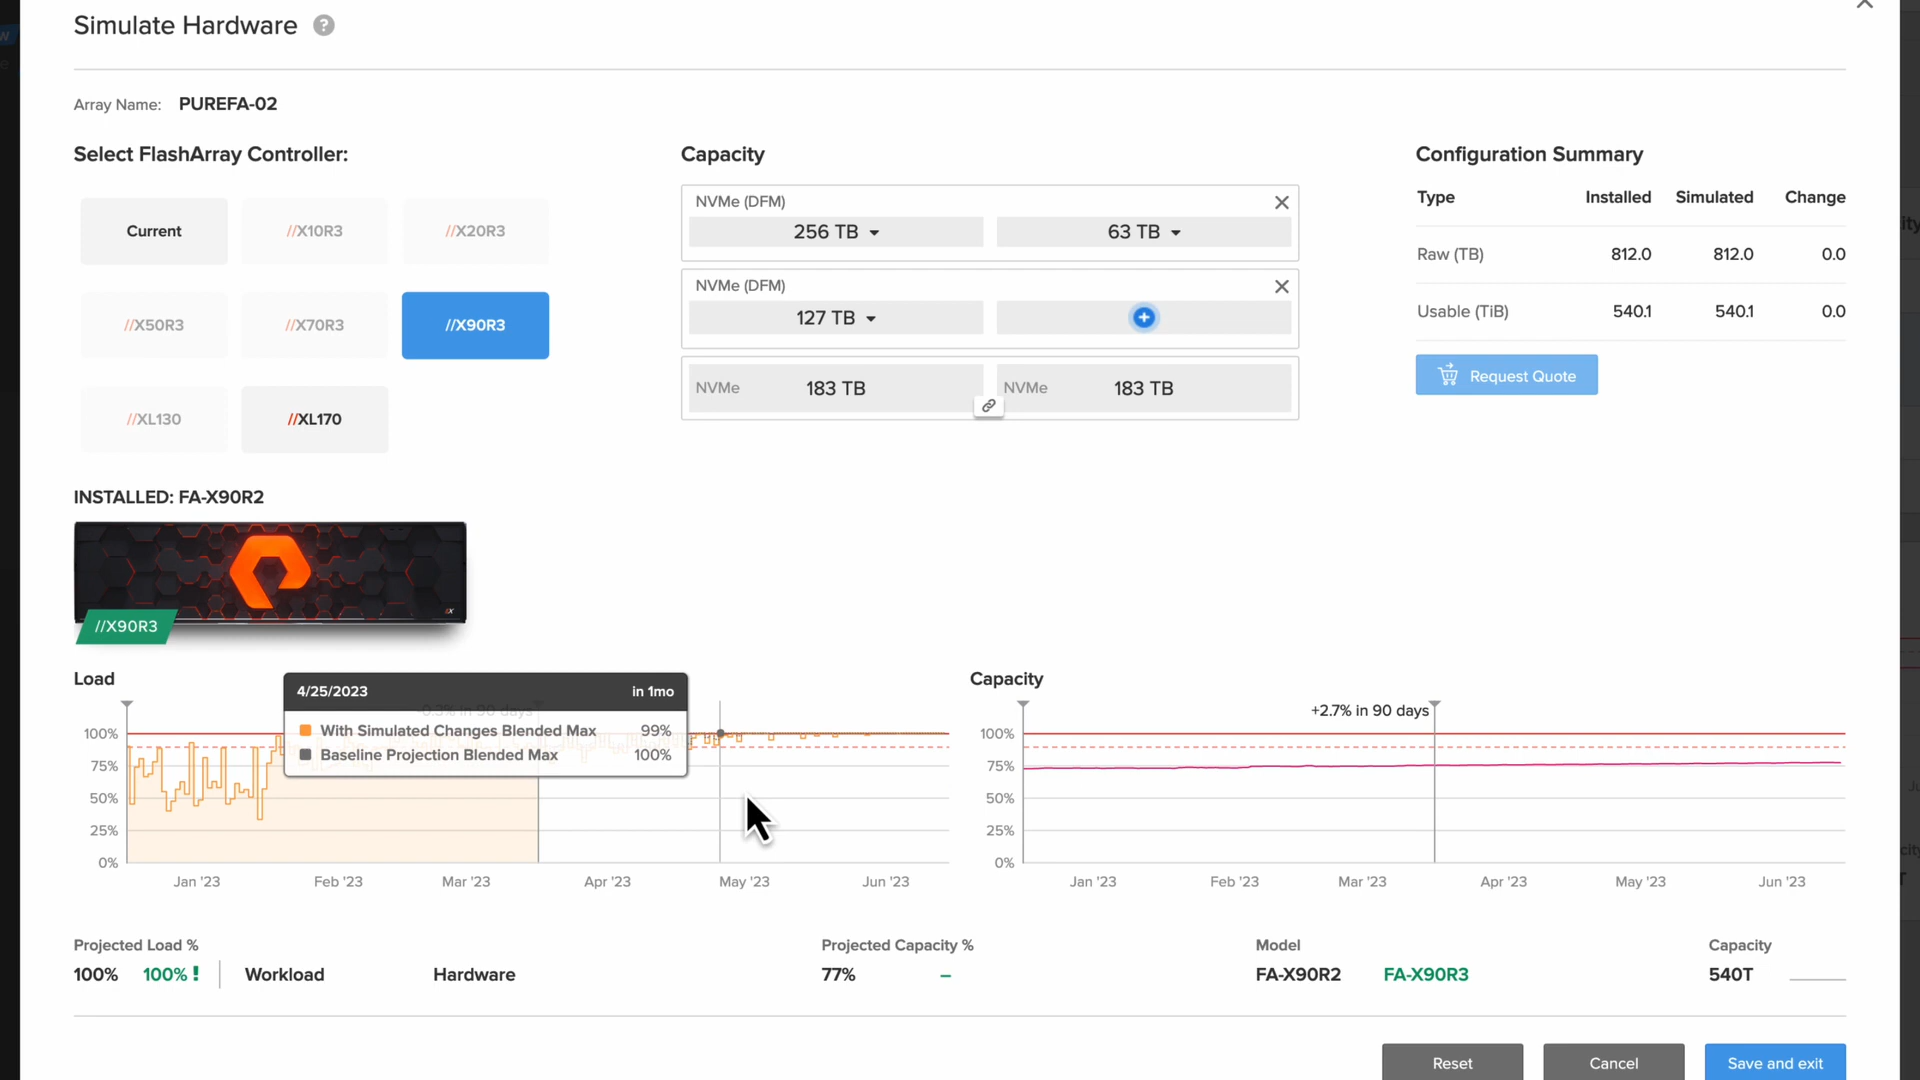 Simulate Hardware ?
Array Name: PUREFA-02
Select FlashArray Controller:
Current
//X10R3
//X20R3
//X50R3
//X70R3
//X90R3
//XL130
//XL170
Capacity
NVMe (DFM)
256 TB
63 TB
NVMe (DFM)
127 TB
NVMe
183 TB
NVMe
183 TB
Configuration Summary
Type Installed Simulated Change
Raw (TB) 812.0 812.0 0.0
Usable (TiB) 540.1 540.1 0.0
Request Quote
INSTALLED: FA-X90R2
//X
//X90R3
Load
4/25/2023 in 1mo
-0.3% in 90 days
With Simulated Changes Blended Max 99%
Baseline Projection Blended Max 100%
100%
75%
50%
25%
0%
Jan '23 Feb '23 Mar '23 Apr '23 May '23 Jun '23
Capacity
+2.7% in 90 days
100%
75%
50%
25%
0%
Jan '23 Feb '23 Mar '23 Apr '23 May '23 Jun '23
Projected Load %
100% 100% ! Workload Hardware
Projected Capacity %
77% –
Model
FA-X90R2 FA-X90R3
Capacity
540T
Reset
Cancel
Save and exit